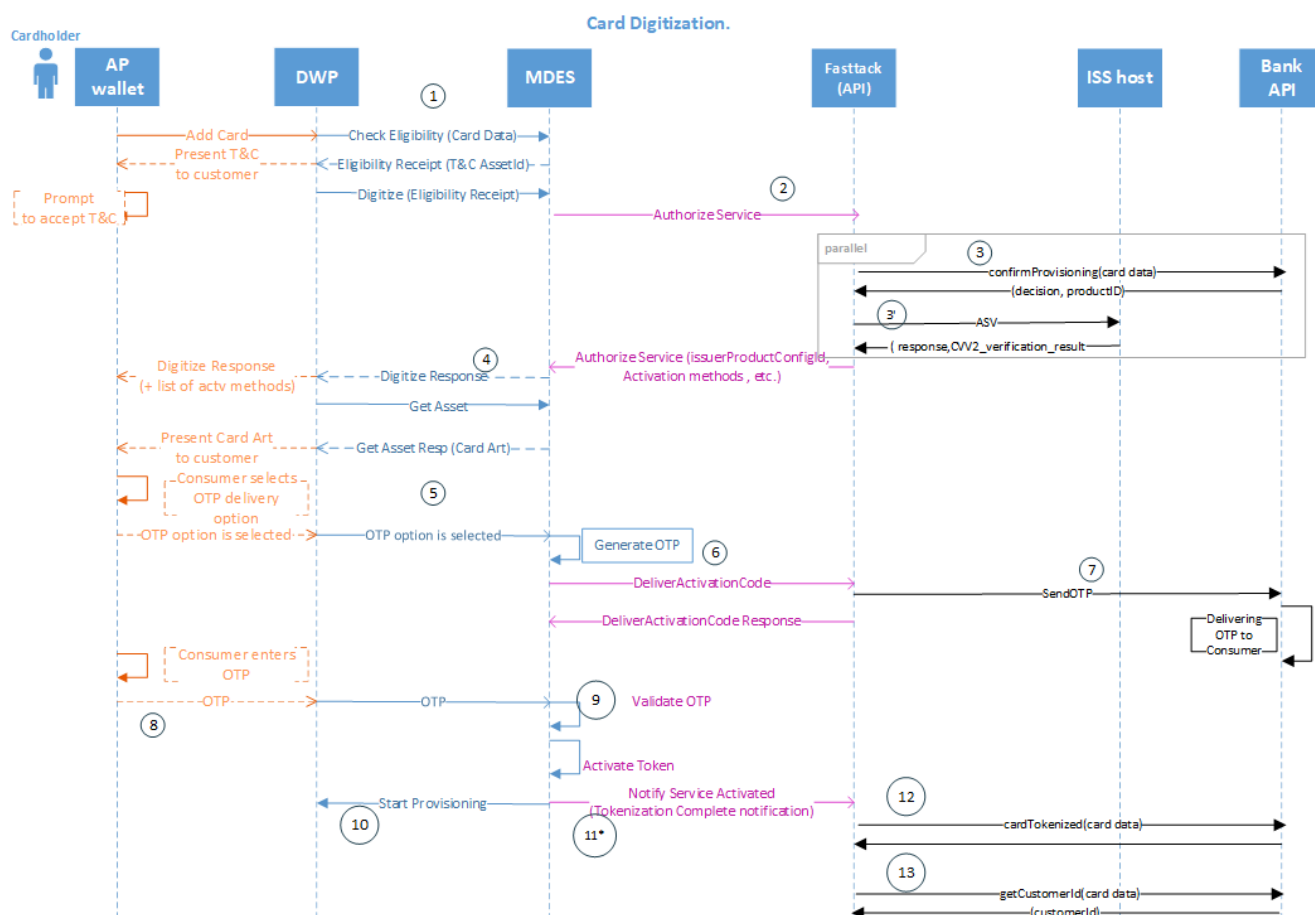 Card Digitization.
Cardholder
AP
wallet
DWP
MDES
Fasttack
(API)
ISS host
Bank
API
1
Add Card
Check Eligibility (Card Data)
Present T&C
to customer
Eligibility Receipt (T&C AssetId)
Prompt
to accept T&C
Digitize (Eligibility Receipt)
2
Authorize Service
parallel
3
confirmProvisioning(card data)
(decision, productID)
3'
ASV
( response,CVV2_verification_result
4
Authorize Service (issuerProductConfigId,
Activation methods , etc.)
Digitize Response
(+ list of actv methods)
Digitize Response
Get Asset
Present Card Art
to customer
Get Asset Resp (Card Art)
Consumer selects
OTP delivery
option
5
OTP option is selected
OTP option is selected
Generate OTP
6
DeliverActivationCode
7
SendOTP
DeliverActivationCode Response
Delivering
OTP to
Consumer
Consumer enters
OTP
OTP
OTP
8
9
Validate OTP
Activate Token
Start Provisioning
10
Notify Service Activated
(Tokenization Complete notification)
11*
12
cardTokenized(card data)
13
getCustomerId(card data)
(customerId)